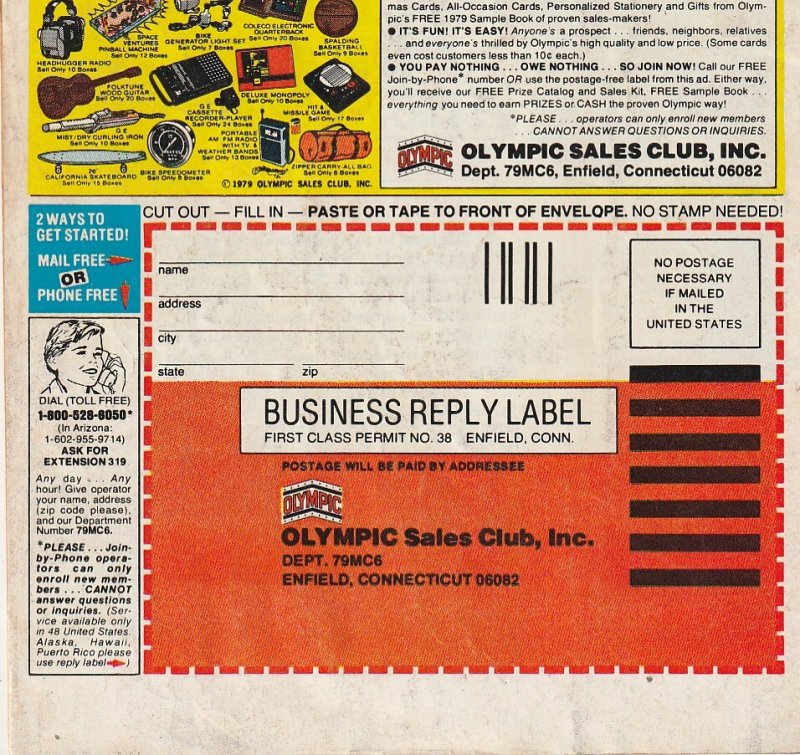 SPACE
VENTURES
PINBALL MACHINE
Sell Only 12 Boxes
BIKE
GENERATOR LIGHT SET
Sell Only 7 Boxes
COLECO ELECTRONIC
QUARTERBACK
Sell Only 20 Boxes
SPALDING
BASKETBALL
Sell Only 9 Boxes
HEADHUGGER RADIO
Sell Only 10 Boxes
FOLKTUNE
WOOD GUITAR
Sell Only 20 Boxes
G E
CASSETTE
RECORDER-PLAYER
Sell Only 24 Boxes
DELUXE MONOPOLY
Sell Only 10 Boxes
HIT &
MISSILE GAME
Sell Only 17 Boxes
G E
MIST/DRY CURLING IRON
Sell Only 10 Boxes
PORTABLE
AM FM RADIO
WITH TV &
WEATHER BANDS
Sell Only 13 Boxes
76"
CALIFORNIA SKATEBOARD
Sell Only 15 Boxes
BIKE SPEEDOMETER
Sell Only 8 Boxes
ZIPPER CARRY-ALL BAG
Sell Only 6 Boxes
© 1979 OLYMPIC SALES CLUB, INC.
mas Cards, All-Occasion Cards, Personalized Stationery and Gifts from Olym-
pic's FREE 1979 Sample Book of proven sales-makers!
● IT'S FUN! IT'S EASY! Anyone's a prospect . . . friends, neighbors, relatives
. . . and everyone's thrilled by Olympic's high quality and low price. (Some cards
even cost customers less than 10¢ each.)
● YOU PAY NOTHING . . . OWE NOTHING . . . SO JOIN NOW! Call our FREE
Join-by-Phone* number OR use the postage-free label from this ad. Either way,
you'll receive our FREE Prize Catalog and Sales Kit, FREE Sample Book . . .
everything you need to earn PRIZES or CASH the proven Olympic way!
*PLEASE . . . operators can only enroll new members
. . . CANNOT ANSWER QUESTIONS OR INQUIRIES.
OLYMPIC
OLYMPIC SALES CLUB, INC.
Dept. 79MC6, Enfield, Connecticut 06082
2 WAYS TO
GET STARTED!
MAIL FREE
OR
PHONE FREE
CUT OUT — FILL IN — PASTE OR TAPE TO FRONT OF ENVELOPE. NO STAMP NEEDED!
name
address
city
state zip
NO POSTAGE
NECESSARY
IF MAILED
IN THE
UNITED STATES
DIAL (TOLL FREE)
1-800-528-6050*
(In Arizona:
1-602-955-9714)
ASK FOR
EXTENSION 319
Any day . . . Any
hour! Give operator
your name, address
(zip code please),
and our Department
Number 79MC6.
*PLEASE . . . Join-
by-Phone opera-
tors can only
enroll new mem-
bers . . . CANNOT
answer questions
or inquiries. (Ser-
vice available only
in 48 United States.
Alaska, Hawaii,
Puerto Rico please
use reply label )
BUSINESS REPLY LABEL
FIRST CLASS PERMIT NO. 38 ENFIELD, CONN.
POSTAGE WILL BE PAID BY ADDRESSEE
OLYMPIC
OLYMPIC Sales Club, Inc.
DEPT. 79MC6
ENFIELD, CONNECTICUT 06082